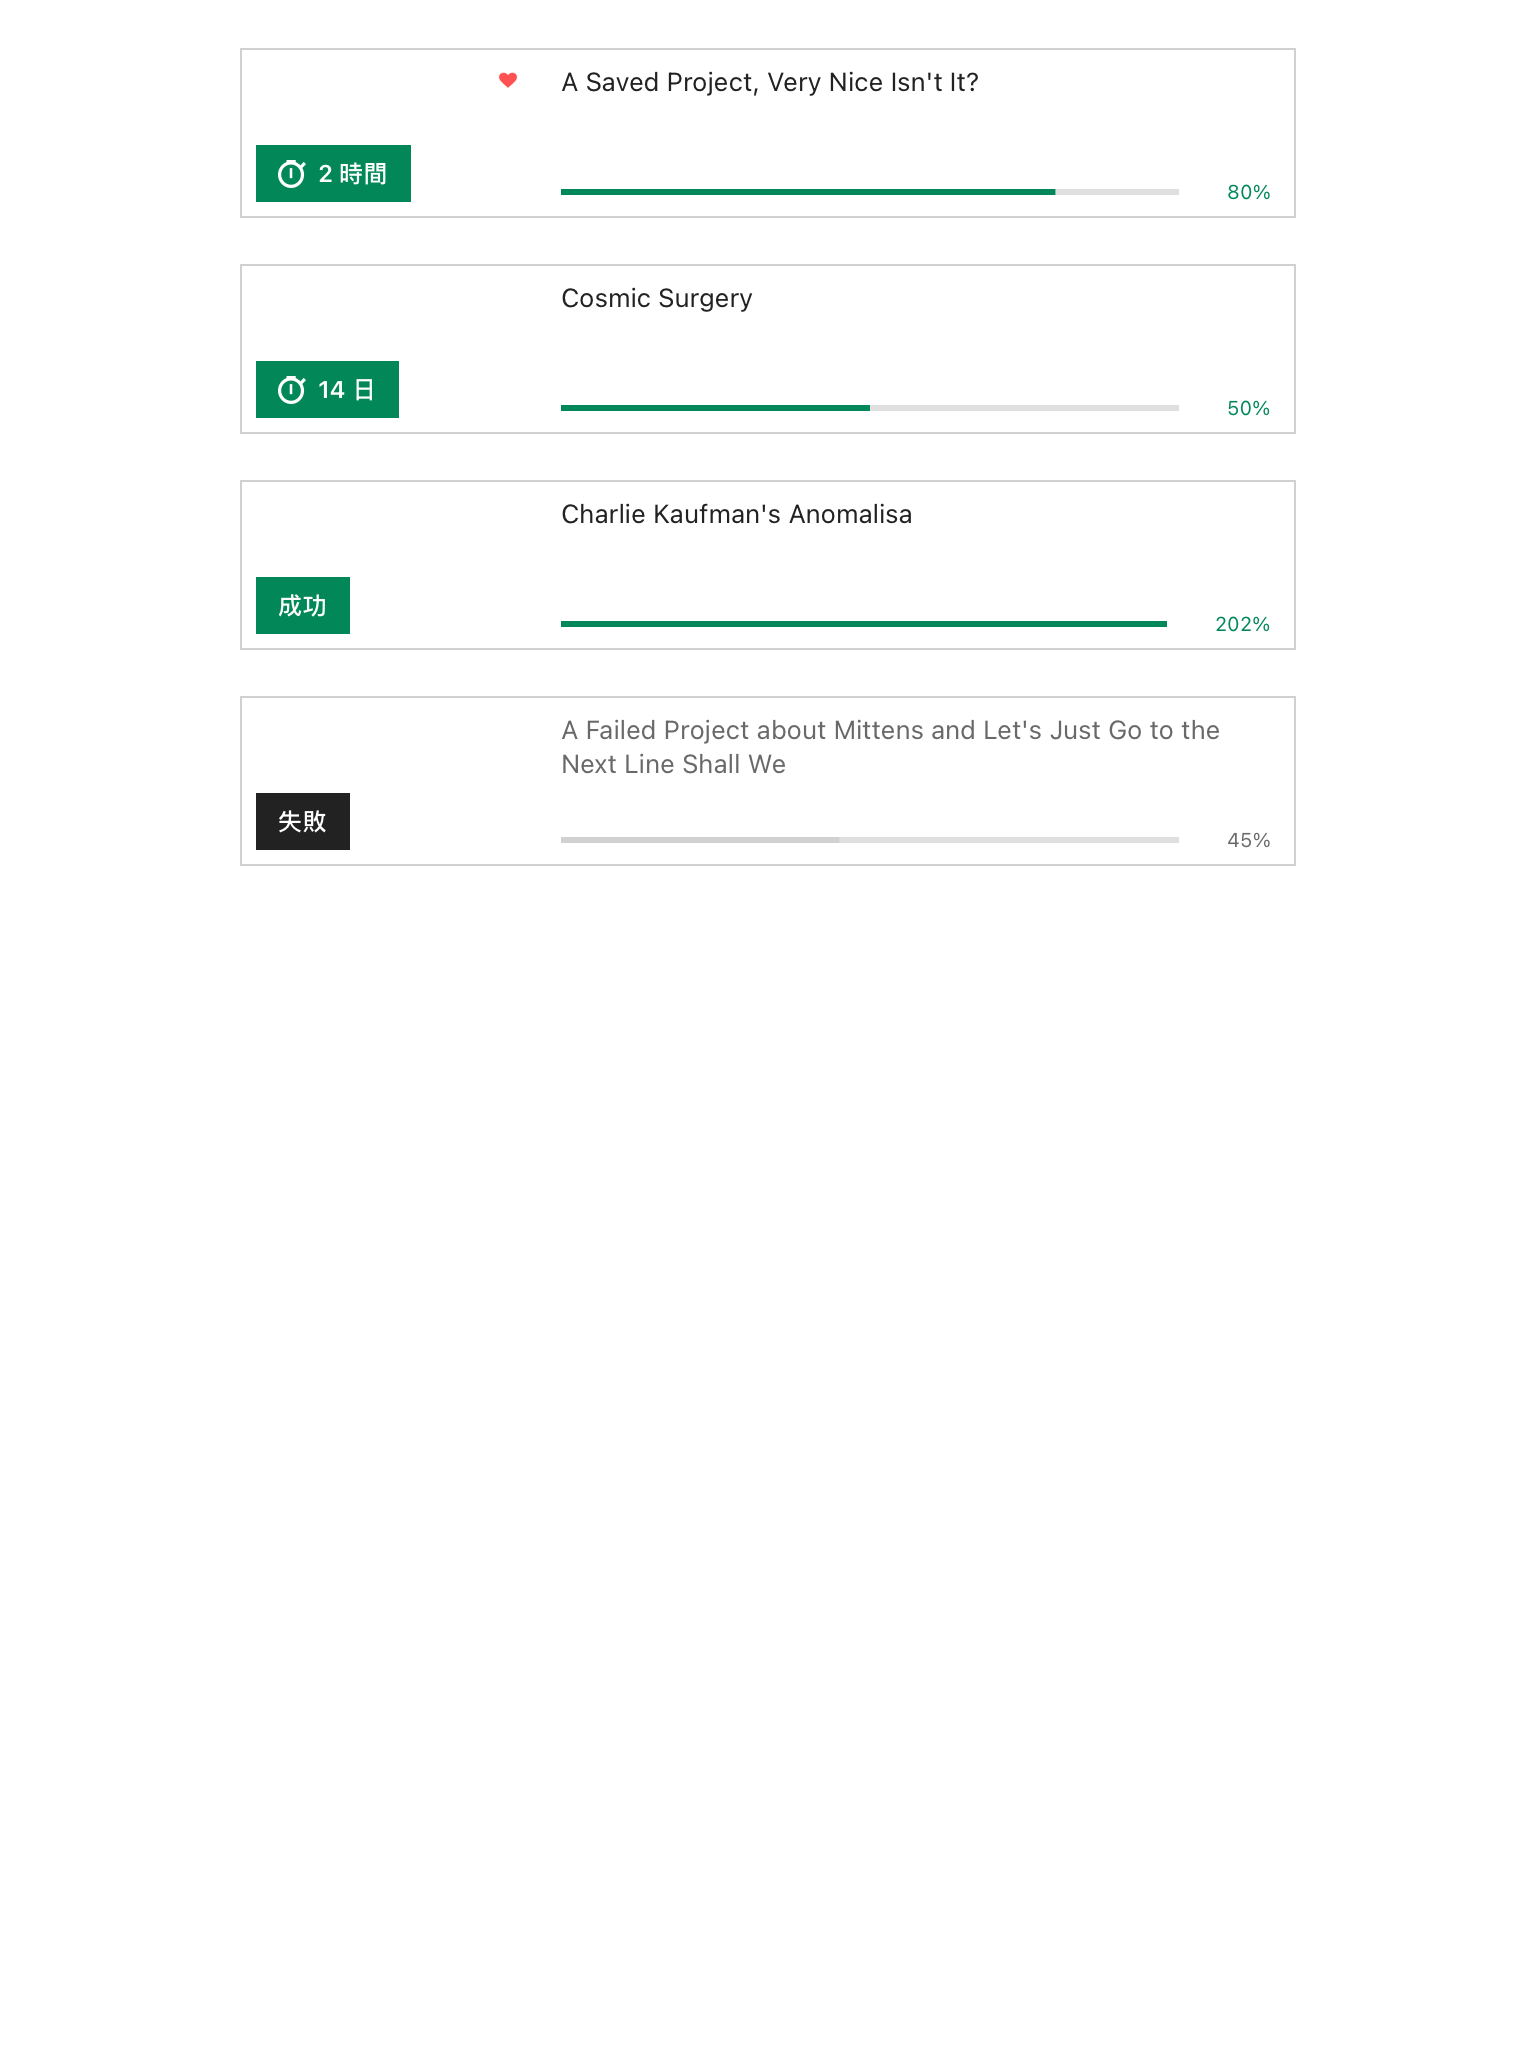 A Saved Project, Very Nice Isn't It?
2 時間
80%
Cosmic Surgery
14 日
50%
Charlie Kaufman's Anomalisa
成功
202%
A Failed Project about Mittens and Let's Just Go to the
Next Line Shall We
失敗
45%